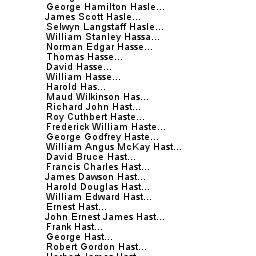 George Hamilton Hasle...
James Scott Hasle...
Selwyn Langstaff Hasle...
William Stanley Hassa...
Norman Edgar Hasse...
Thomas Hasse...
David Hasse...
William Hasse...
Harold Has...
Maud Wilkinson Has...
Richard John Hast...
Roy Cuthbert Haste...
Frederick William Haste...
George Godfrey Haste...
William Angus McKay Hast...
David Bruce Hast...
Francis Charles Hast...
James Dawson Hast...
Harold Douglas Hast...
William Edward Hast...
Ernest Hast...
John Ernest James Hast...
Frank Hast...
George Hast...
Robert Gordon Hast...
Herbert James Hast...